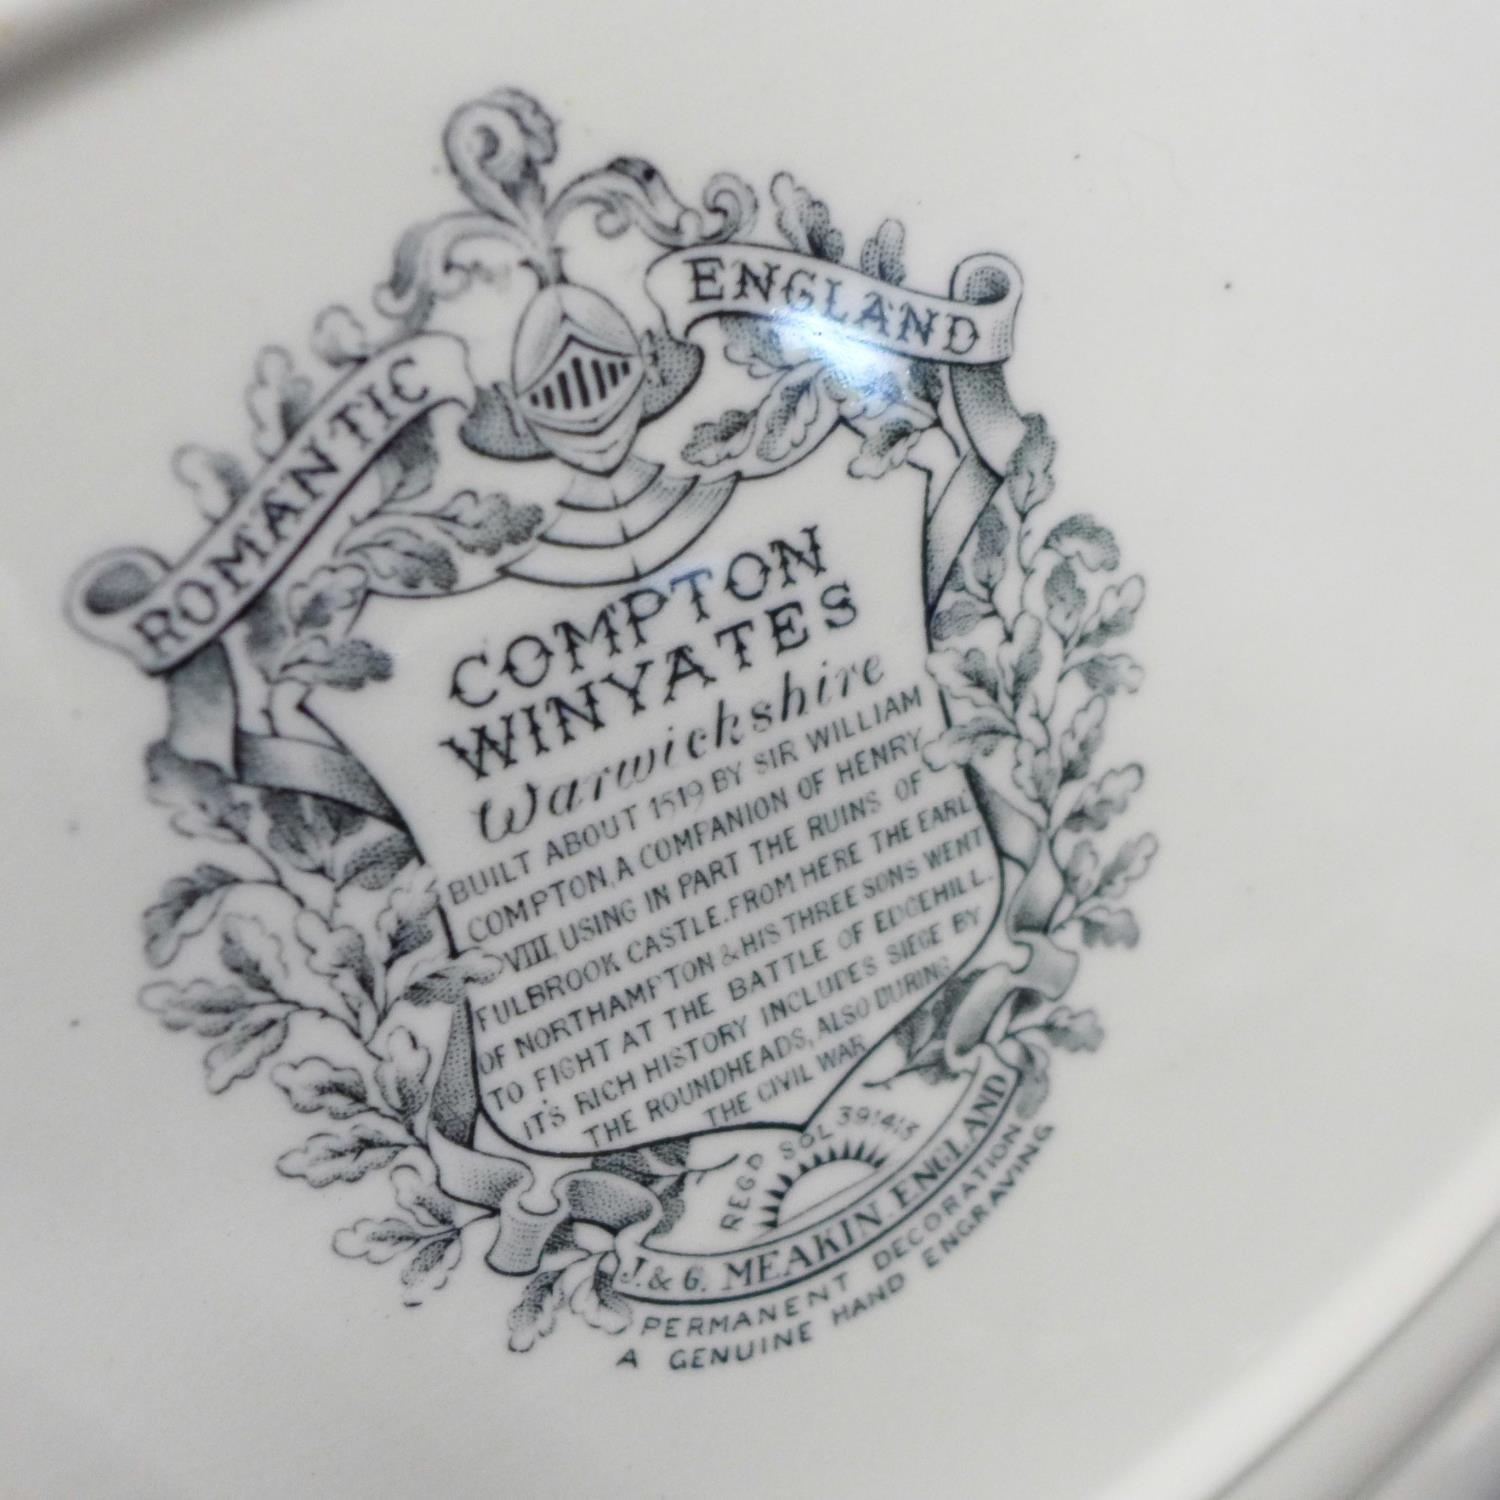 ROMANTIC ENGLAND
COMPTON
WINYATES
Warwickshire
BUILT ABOUT 1519 BY SIR WILLIAM
COMPTON, A COMPANION OF HENRY
VIII, USING IN PART THE RUINS OF
FULBROOK CASTLE. FROM HERE THE EARL
OF NORTHAMPTON & HIS THREE SONS WENT
TO FIGHT AT THE BATTLE OF EDGEHILL.
IT'S RICH HISTORY INCLUDES SIEGE BY
THE ROUNDHEADS, ALSO DURING
THE CIVIL WAR
REGD SOL 391413
J. & G. MEAKIN. ENGLAND
PERMANENT DECORATION
A GENUINE HAND ENGRAVING